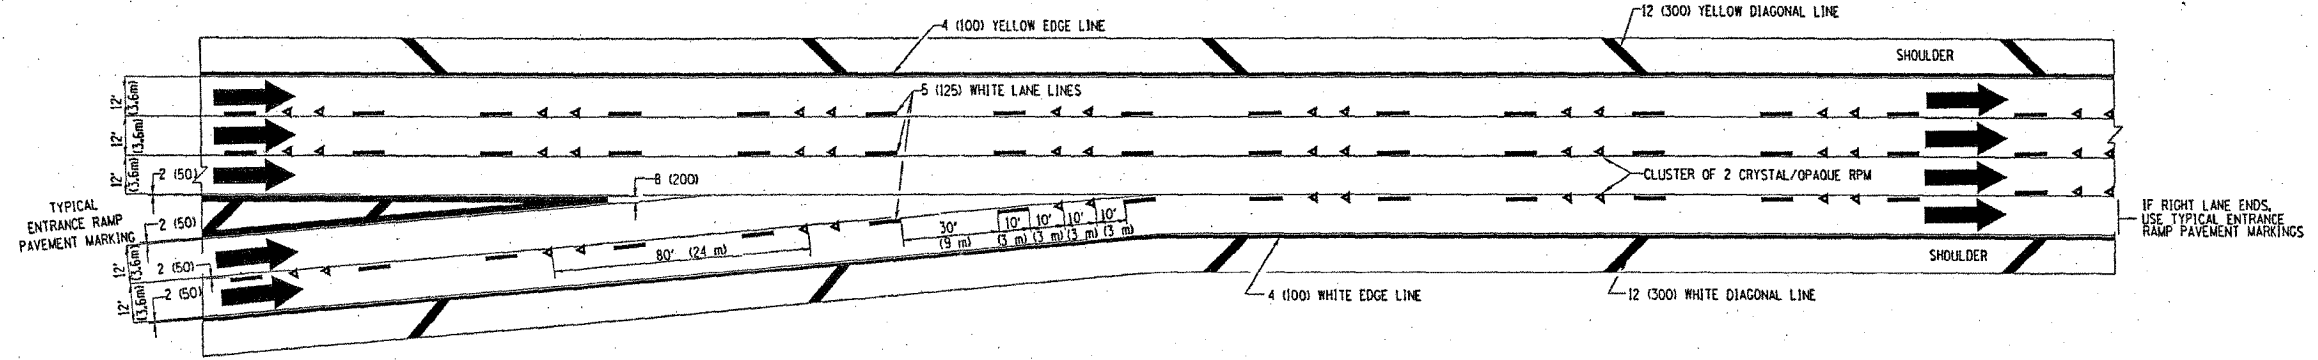 4 (100) YELLOW EDGE LINE
12 (300) YELLOW DIAGONAL LINE
SHOULDER
5 (125) WHITE LANE LINES
12'
(3.6m)
12'
(3.6m)
12'
(3.6m)
2 (50)
8 (200)
CLUSTER OF 2 CRYSTAL/OPAQUE RPM
TYPICAL
ENTRANCE RAMP
PAVEMENT MARKING
2 (50)
IF RIGHT LANE ENDS,
USE TYPICAL ENTRANCE
RAMP PAVEMENT MARKINGS
30'
(9 m)
10'
10'
10'
10'
(3 m)
(3 m)
(3 m)
(3 m)
80' (24 m)
SHOULDER
12'
(3.6m)
2 (50)
12'
(3.6m)
2 (50)
4 (100) WHITE EDGE LINE
12 (300) WHITE DIAGONAL LINE